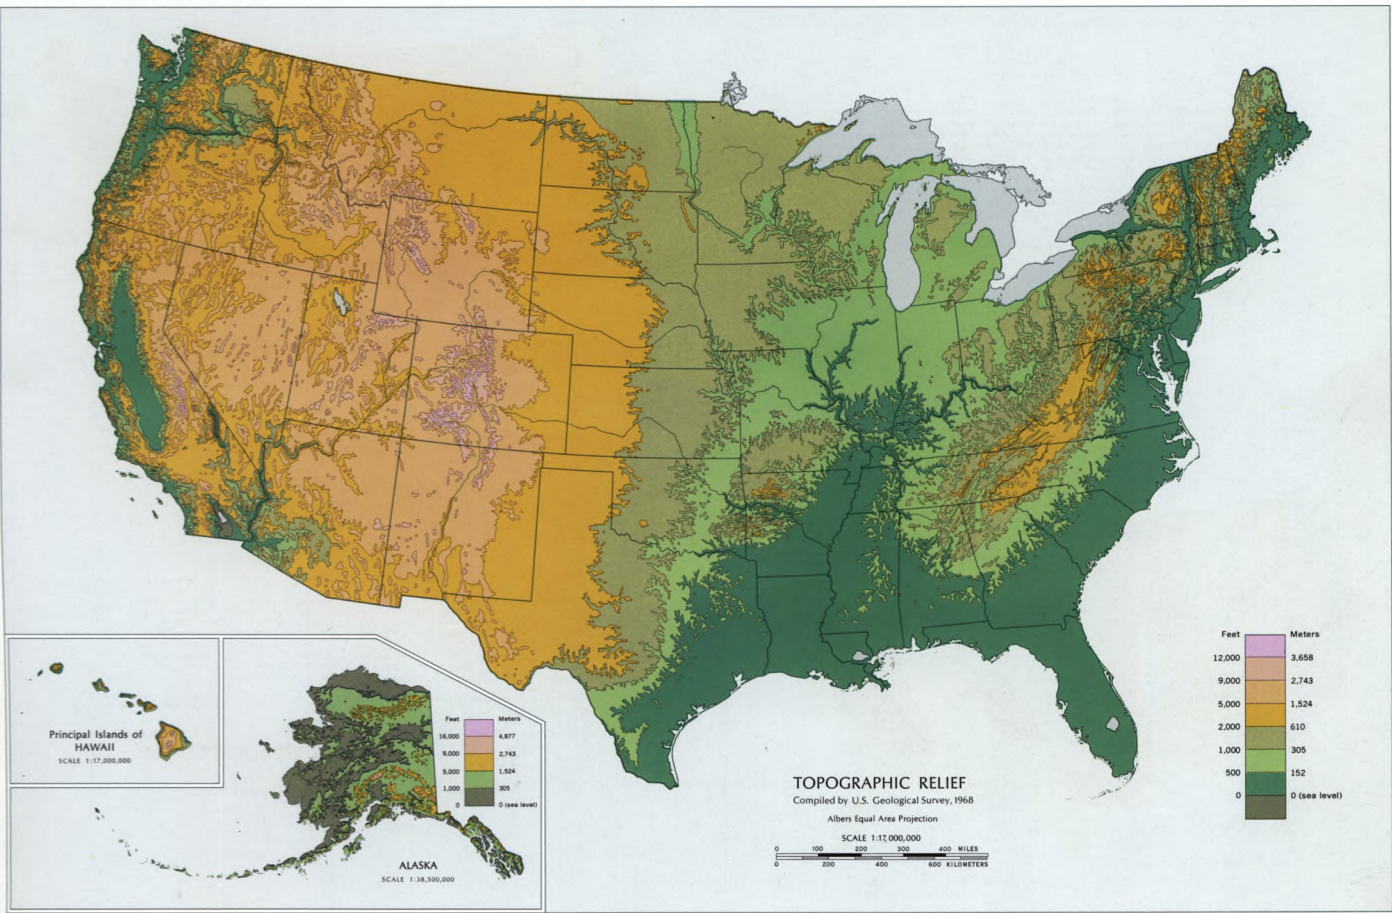 Principal Islands of
HAWAII
SCALE 1:17,000,000
Feet Meters
16,000 4,877
9,000 2,743
5,000 1,524
1,000 305
0 0 (sea level)
ALASKA
SCALE 1:38,500,000
TOPOGRAPHIC RELIEF
Compiled by U.S. Geological Survey, 1968
Albers Equal Area Projection
SCALE 1:17,000,000
0 100 200 300 400 MILES
0 200 400 600 KILOMETERS
Feet Meters
12,000 3,658
9,000 2,743
5,000 1,524
2,000 610
1,000 305
500 152
0 0 (sea level)